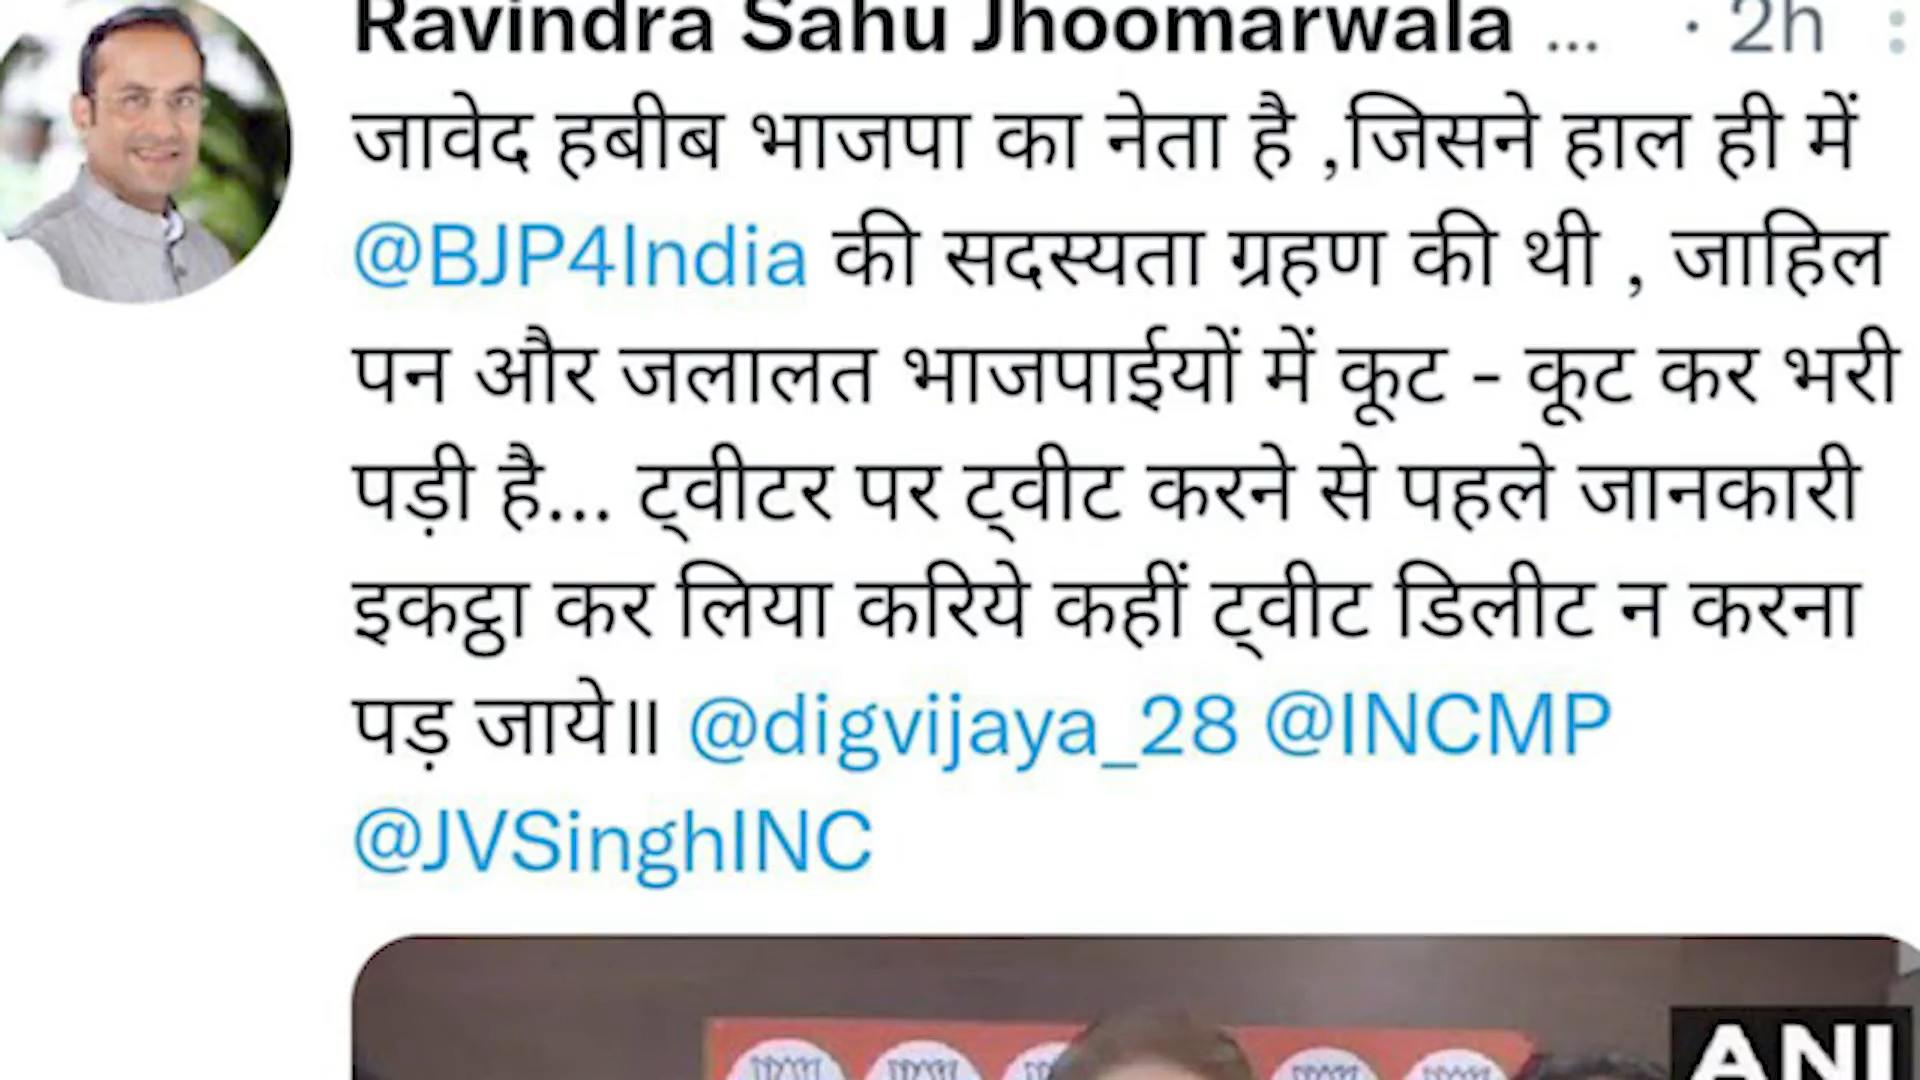 Ravindra Sahu Jhoomarwala ... · 2h
जावेद हबीब भाजपा का नेता है ,जिसने हाल ही में
@BJP4India की सदस्यता ग्रहण की थी , जाहिल
पन और जलालत भाजपाईयों में कूट - कूट कर भरी
पड़ी है... ट्वीटर पर ट्वीट करने से पहले जानकारी
इकट्ठा कर लिया करिये कहीं ट्वीट डिलीट न करना
पड़ जाये॥ @digvijaya_28 @INCMP
@JVSinghINC
ANI